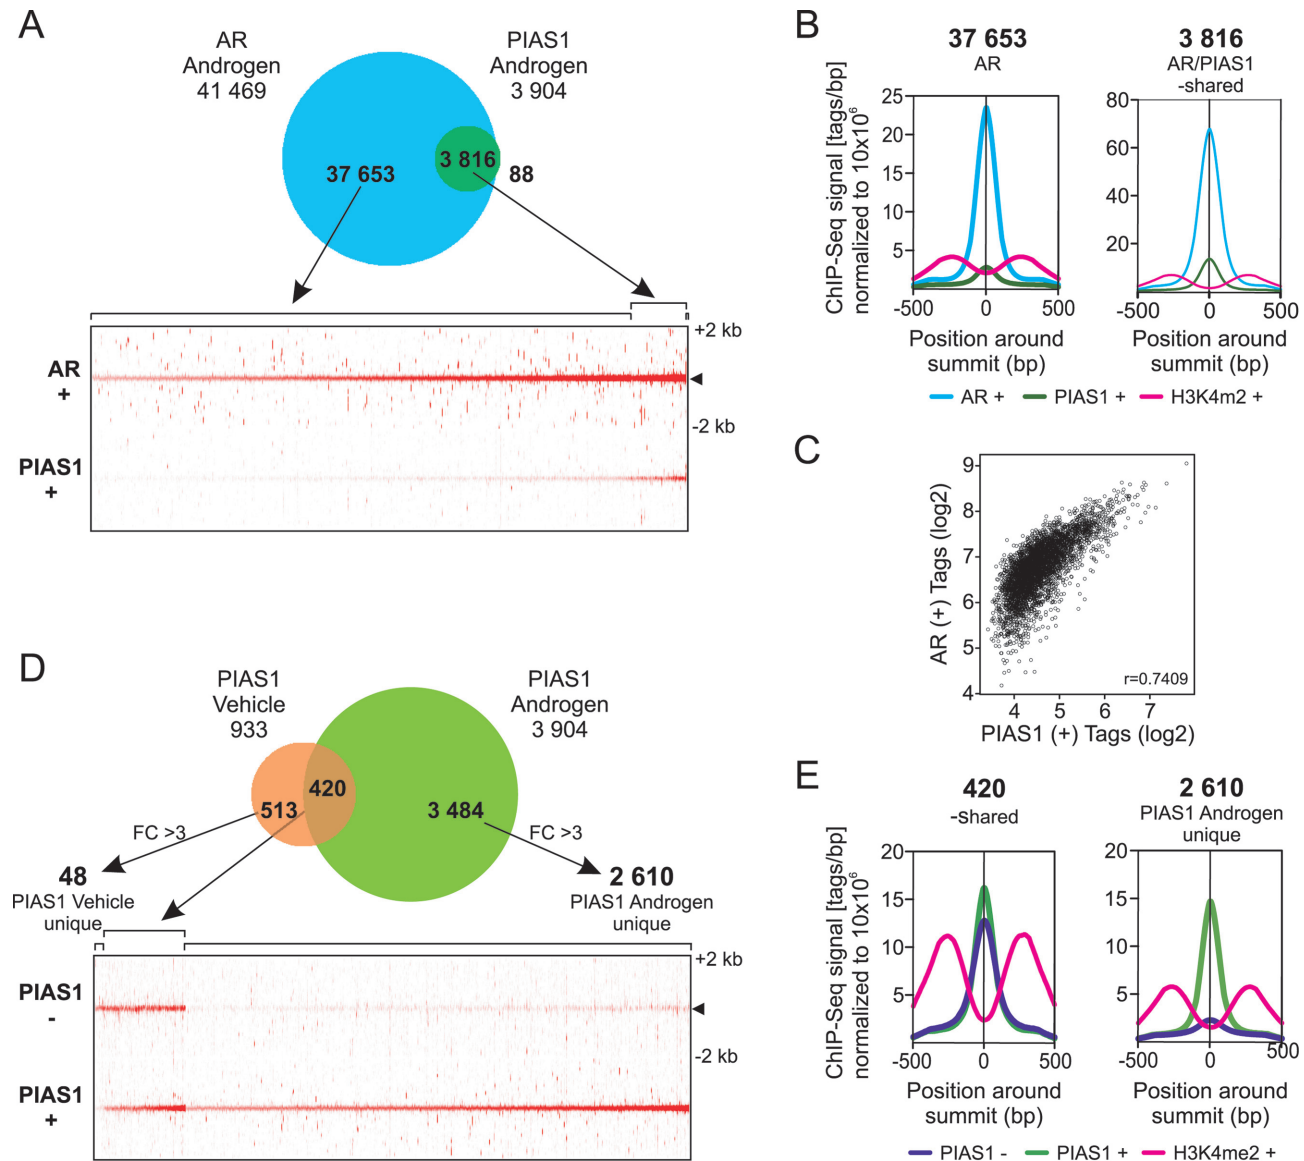 A
AR
Androgen
41 469
PIAS1
Androgen
3 904
37 653
3 816
88
+2 kb
AR
+
-2 kb
PIAS1
+
B
37 653
AR
3 816
AR/PIAS1
-shared
ChIP-Seq signal [tags/bp]
normalized to 10x10⁶
25
20
15
10
5
-500
0
500
Position around
summit (bp)
80
60
40
20
-500
0
500
Position around
summit (bp)
AR +
PIAS1 +
H3K4m2 +
C
AR (+) Tags (log2)
9
8
7
6
5
4
r=0.7409
4
5
6
7
PIAS1 (+) Tags (log2)
D
PIAS1
Vehicle
933
PIAS1
Androgen
3 904
513
420
3 484
FC >3
FC >3
48
PIAS1 Vehicle
unique
2 610
PIAS1 Androgen
unique
+2 kb
PIAS1
-
-2 kb
PIAS1
+
E
420
-shared
2 610
PIAS1 Androgen
unique
ChIP-Seq signal [tags/bp]
normalized to 10x10⁶
20
15
10
5
-500
0
500
Position around
summit (bp)
20
15
10
5
-500
0
500
Position around
summit (bp)
PIAS1 -
PIAS1 +
H3K4me2 +